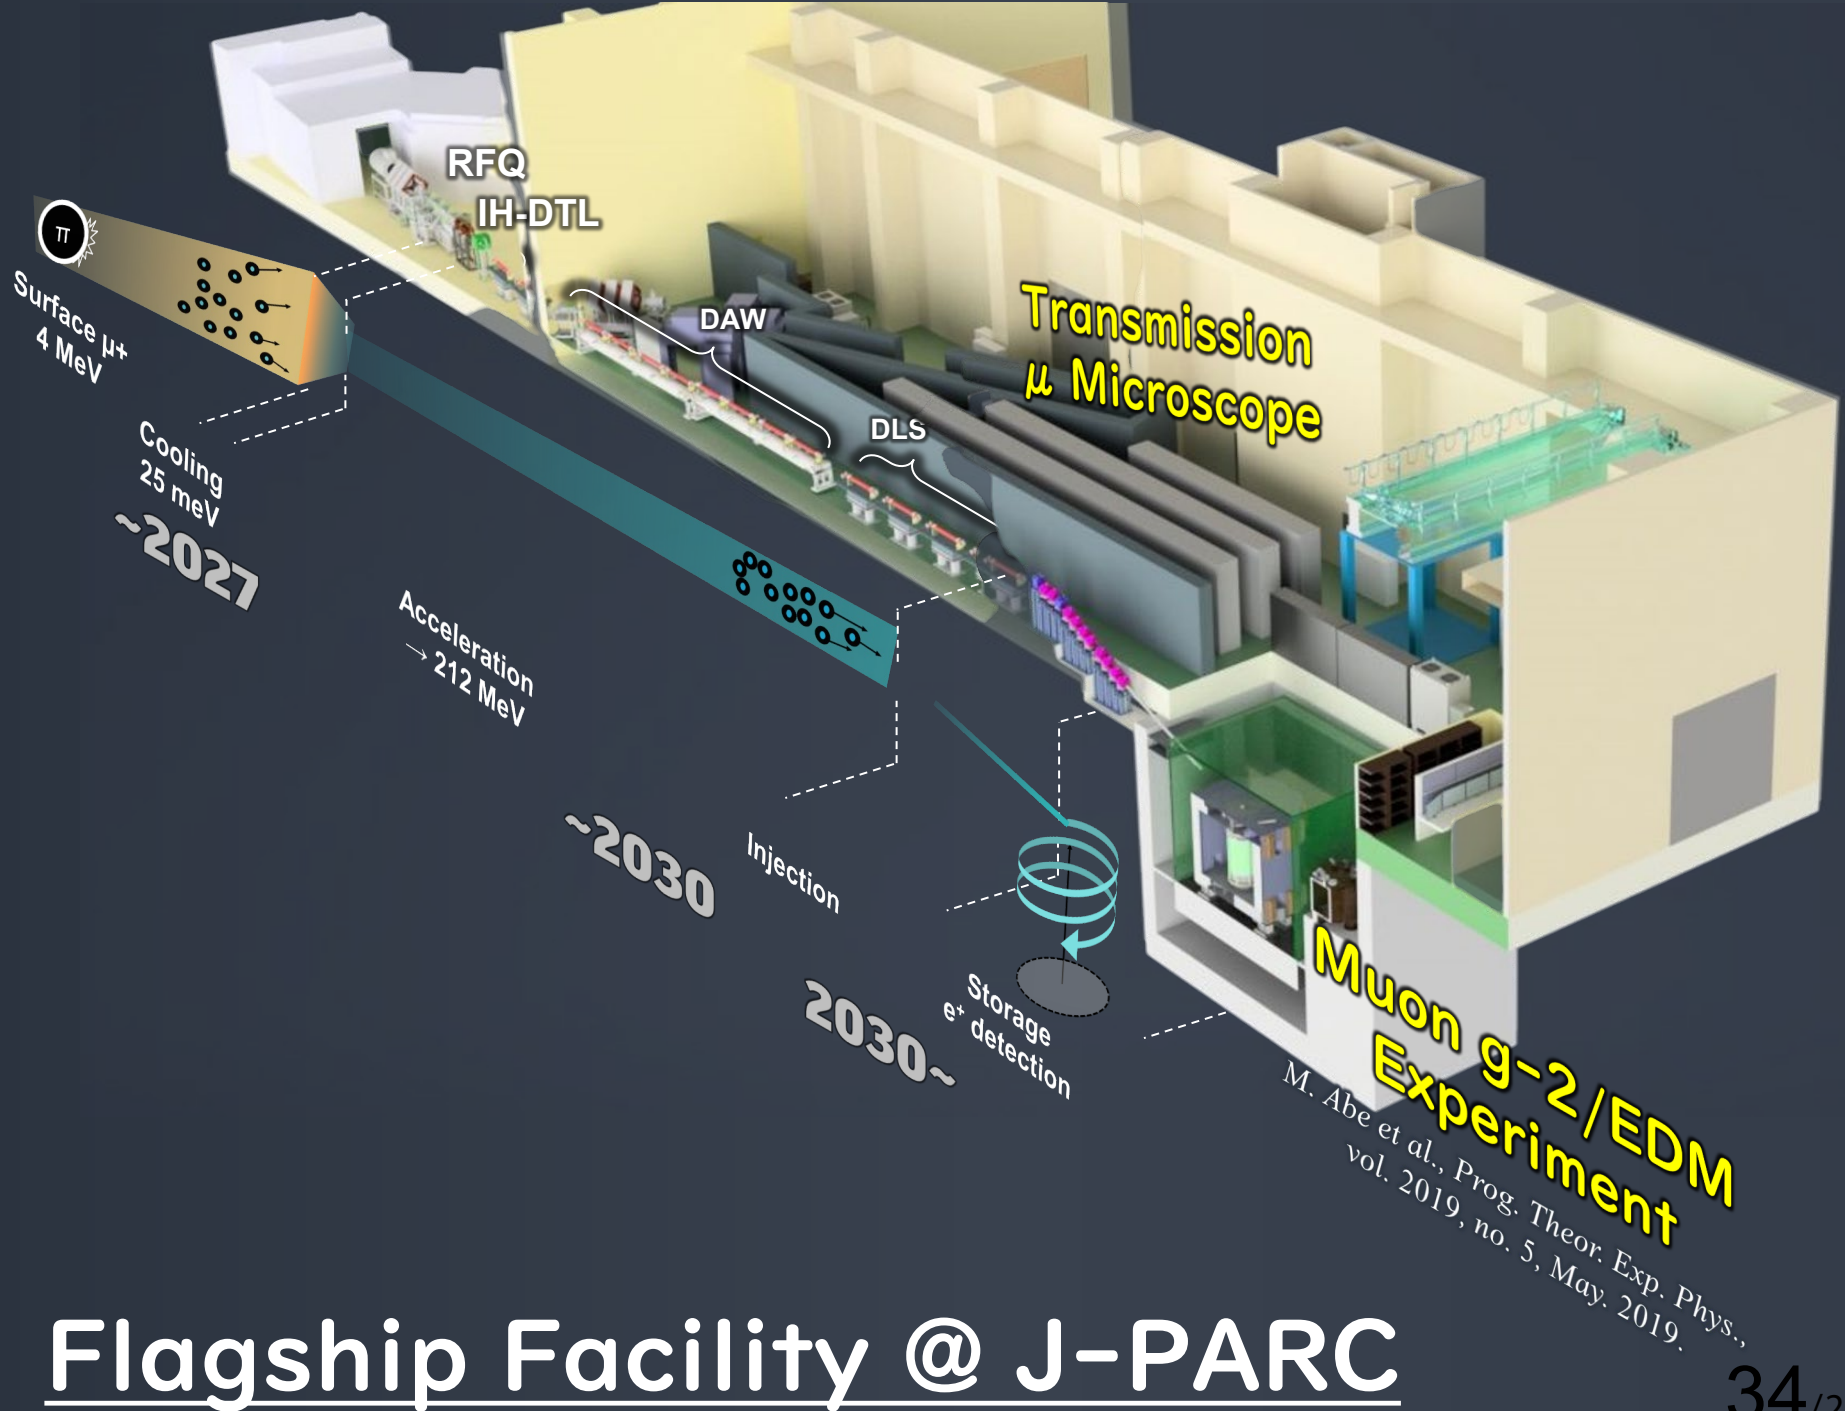 RFQ
IH-DTL
π
Surface μ+
4 MeV
DAW
Transmission
μ Microscope
DLS
Cooling
25 meV
~2027
Acceleration
→ 212 MeV
~2030
Injection
Storage
e⁺ detection
2030~
Muon g-2/EDM
Experiment
M. Abe et al., Prog. Theor. Exp. Phys.,
vol. 2019, no. 5, May. 2019.
Flagship Facility @ J-PARC
34